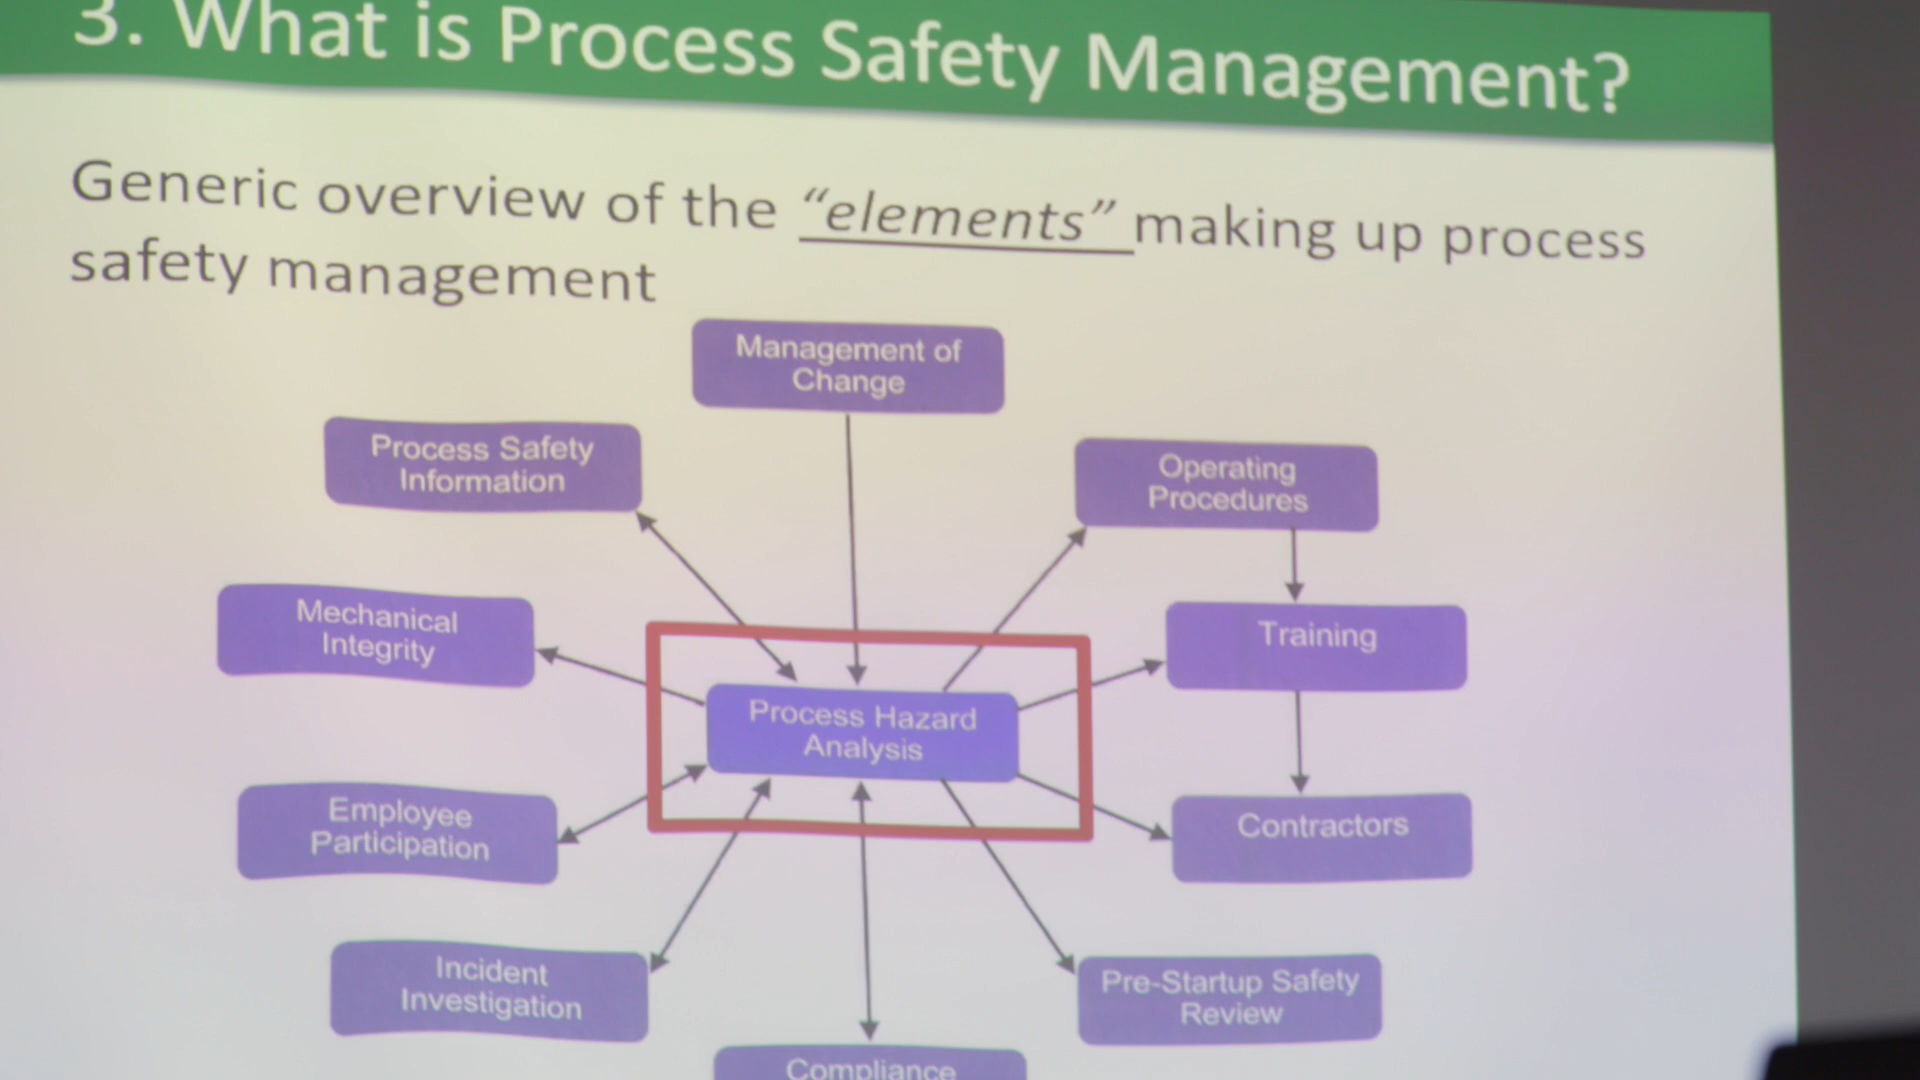 3. What is Process Safety Management?
Generic overview of the “elements” making up process
safety management
Management of
Change
Process Safety
Information
Operating
Procedures
Mechanical
Integrity
Training
Process Hazard
Analysis
Employee
Participation
Contractors
Incident
Investigation
Pre-Startup Safety
Review
Compliance